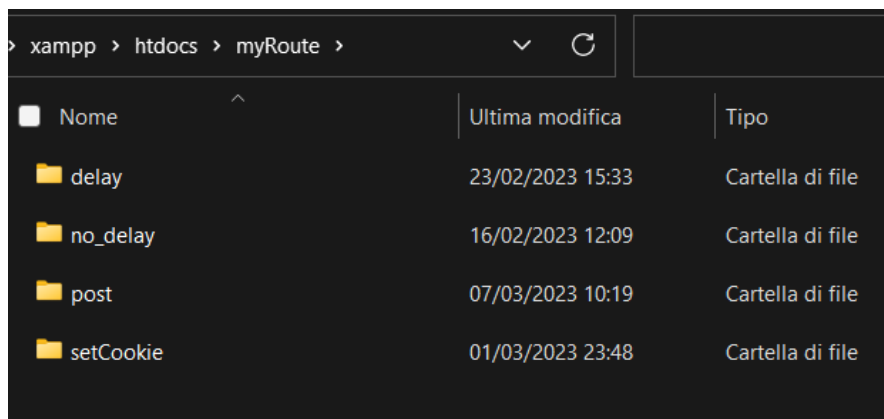 xampp > htdocs > myRoute >
Nome Ultima modifica Tipo
delay 23/02/2023 15:33 Cartella di file
no_delay 16/02/2023 12:09 Cartella di file
post 07/03/2023 10:19 Cartella di file
setCookie 01/03/2023 23:48 Cartella di file